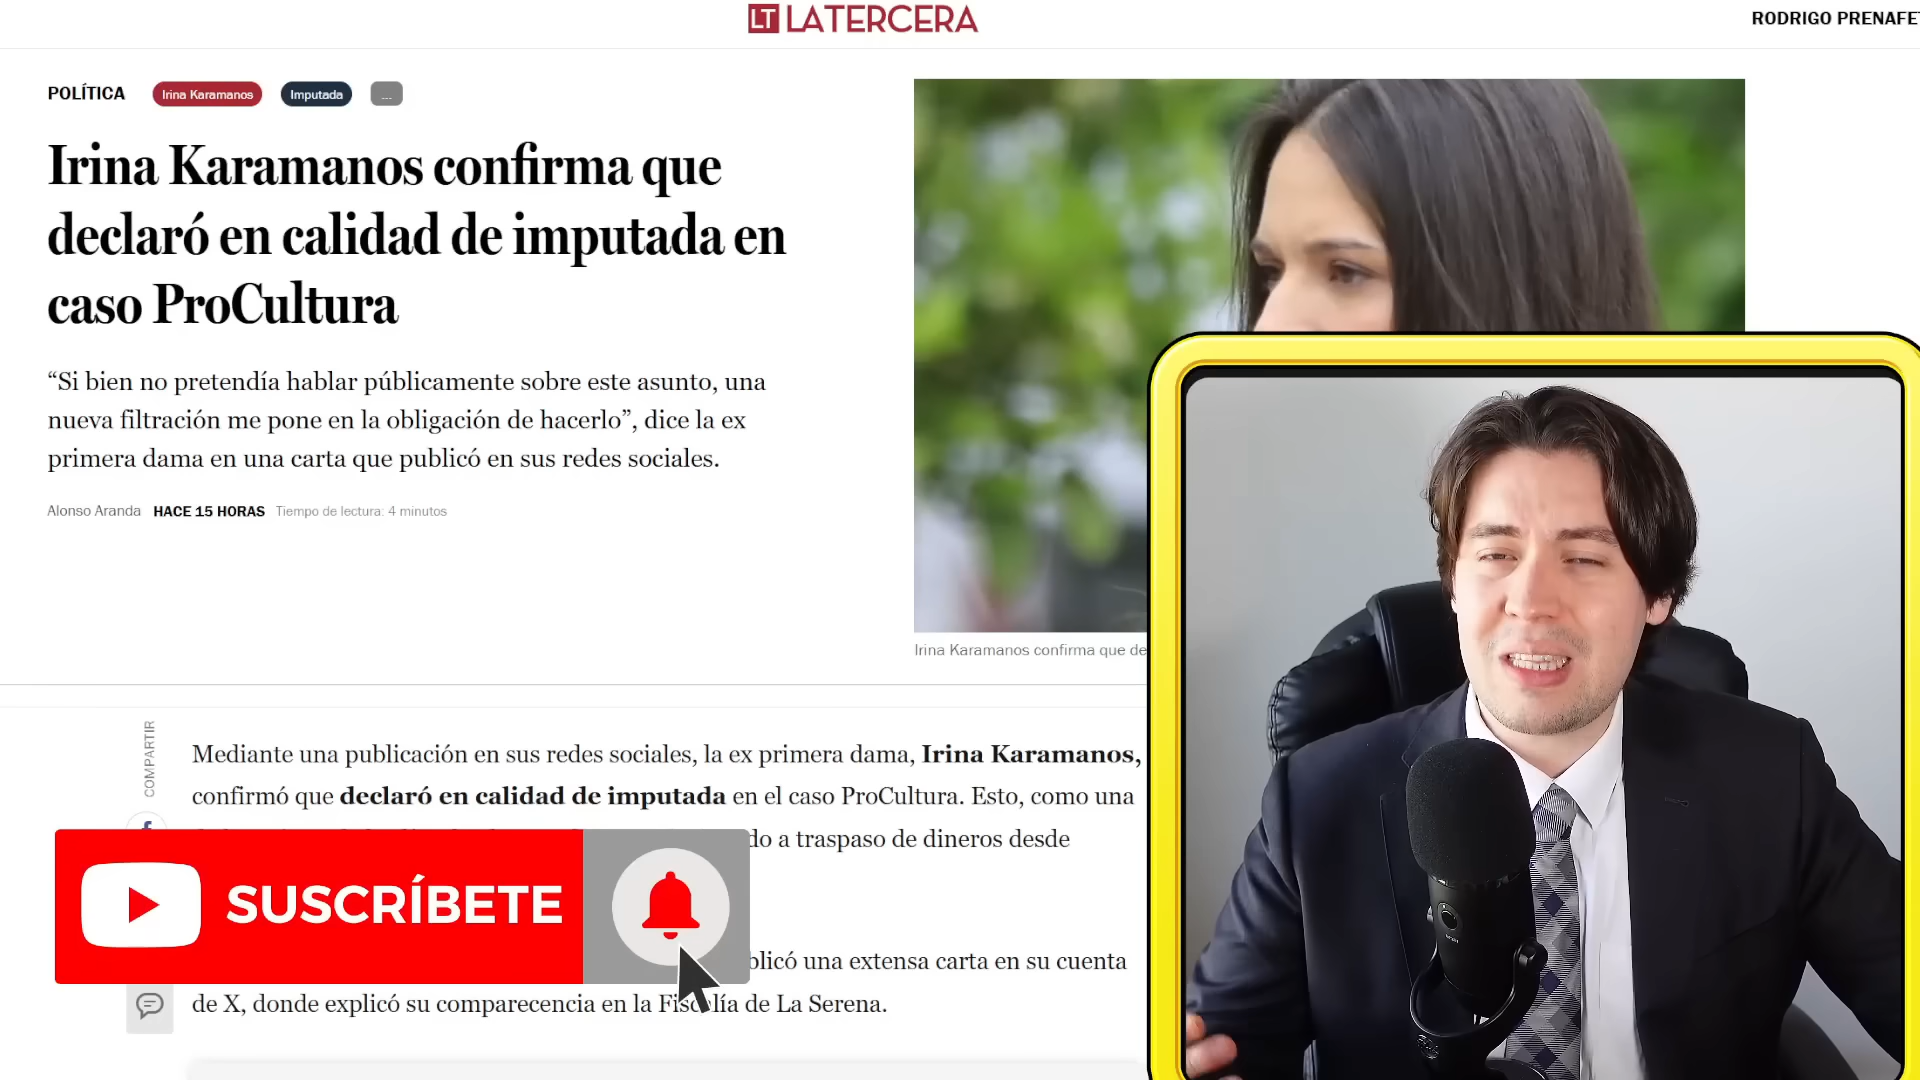 LT LATERCERA
RODRIGO PRENAFE
POLÍTICA
Irina Karamanos
Imputada
...
Irina Karamanos confirma que
declaró en calidad de imputada en
caso ProCultura
“Si bien no pretendía hablar públicamente sobre este asunto, una
nueva filtración me pone en la obligación de hacerlo”, dice la ex
primera dama en una carta que publicó en sus redes sociales.
Alonso Aranda HACE 15 HORAS Tiempo de lectura: 4 minutos
Irina Karamanos confirma que de
COMPARTIR
Mediante una publicación en sus redes sociales, la ex primera dama, Irina Karamanos,
confirmó que declaró en calidad de imputada en el caso ProCultura. Esto, como una
do a traspaso de dineros desde
SUSCRÍBETE
blicó una extensa carta en su cuenta
de X, donde explicó su comparecencia en la Fiscalía de La Serena.